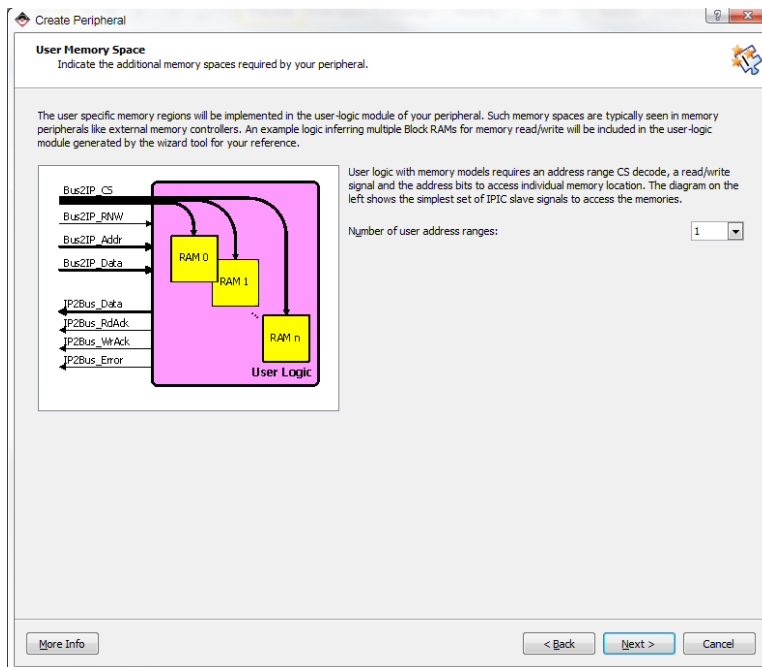 Create Peripheral
User Memory Space
Indicate the additional memory spaces required by your peripheral.
The user specific memory regions will be implemented in the user-logic module of your peripheral. Such memory spaces are typically seen in memory
peripherals like external memory controllers. An example logic inferring multiple Block RAMs for memory read/write will be included in the user-logic
module generated by the wizard tool for your reference.
Bus2IP_CS
Bus2IP_RNW
Bus2IP_Addr
Bus2IP_Data
IP2Bus_Data
IP2Bus_RdAck
IP2Bus_WrAck
IP2Bus_Error
RAM 0
RAM 1
RAM n
User Logic
User logic with memory models requires an address range CS decode, a read/write
signal and the address bits to access individual memory location. The diagram on the
left shows the simplest set of IPIC slave signals to access the memories.
Number of user address ranges: 1
More Info
< Back
Next >
Cancel